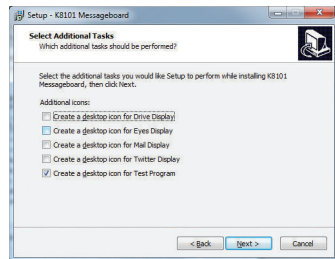 Setup - K8101 Messageboard
Select Additional Tasks
Which additional tasks should be performed?
Select the additional tasks you would like Setup to perform while installing K8101
Messageboard, then click Next.
Additional icons:
Create a desktop icon for Drive Display
Create a desktop icon for Eyes Display
Create a desktop icon for Mail Display
Create a desktop icon for Twitter Display
Create a desktop icon for Test Program
< Back
Next >
Cancel